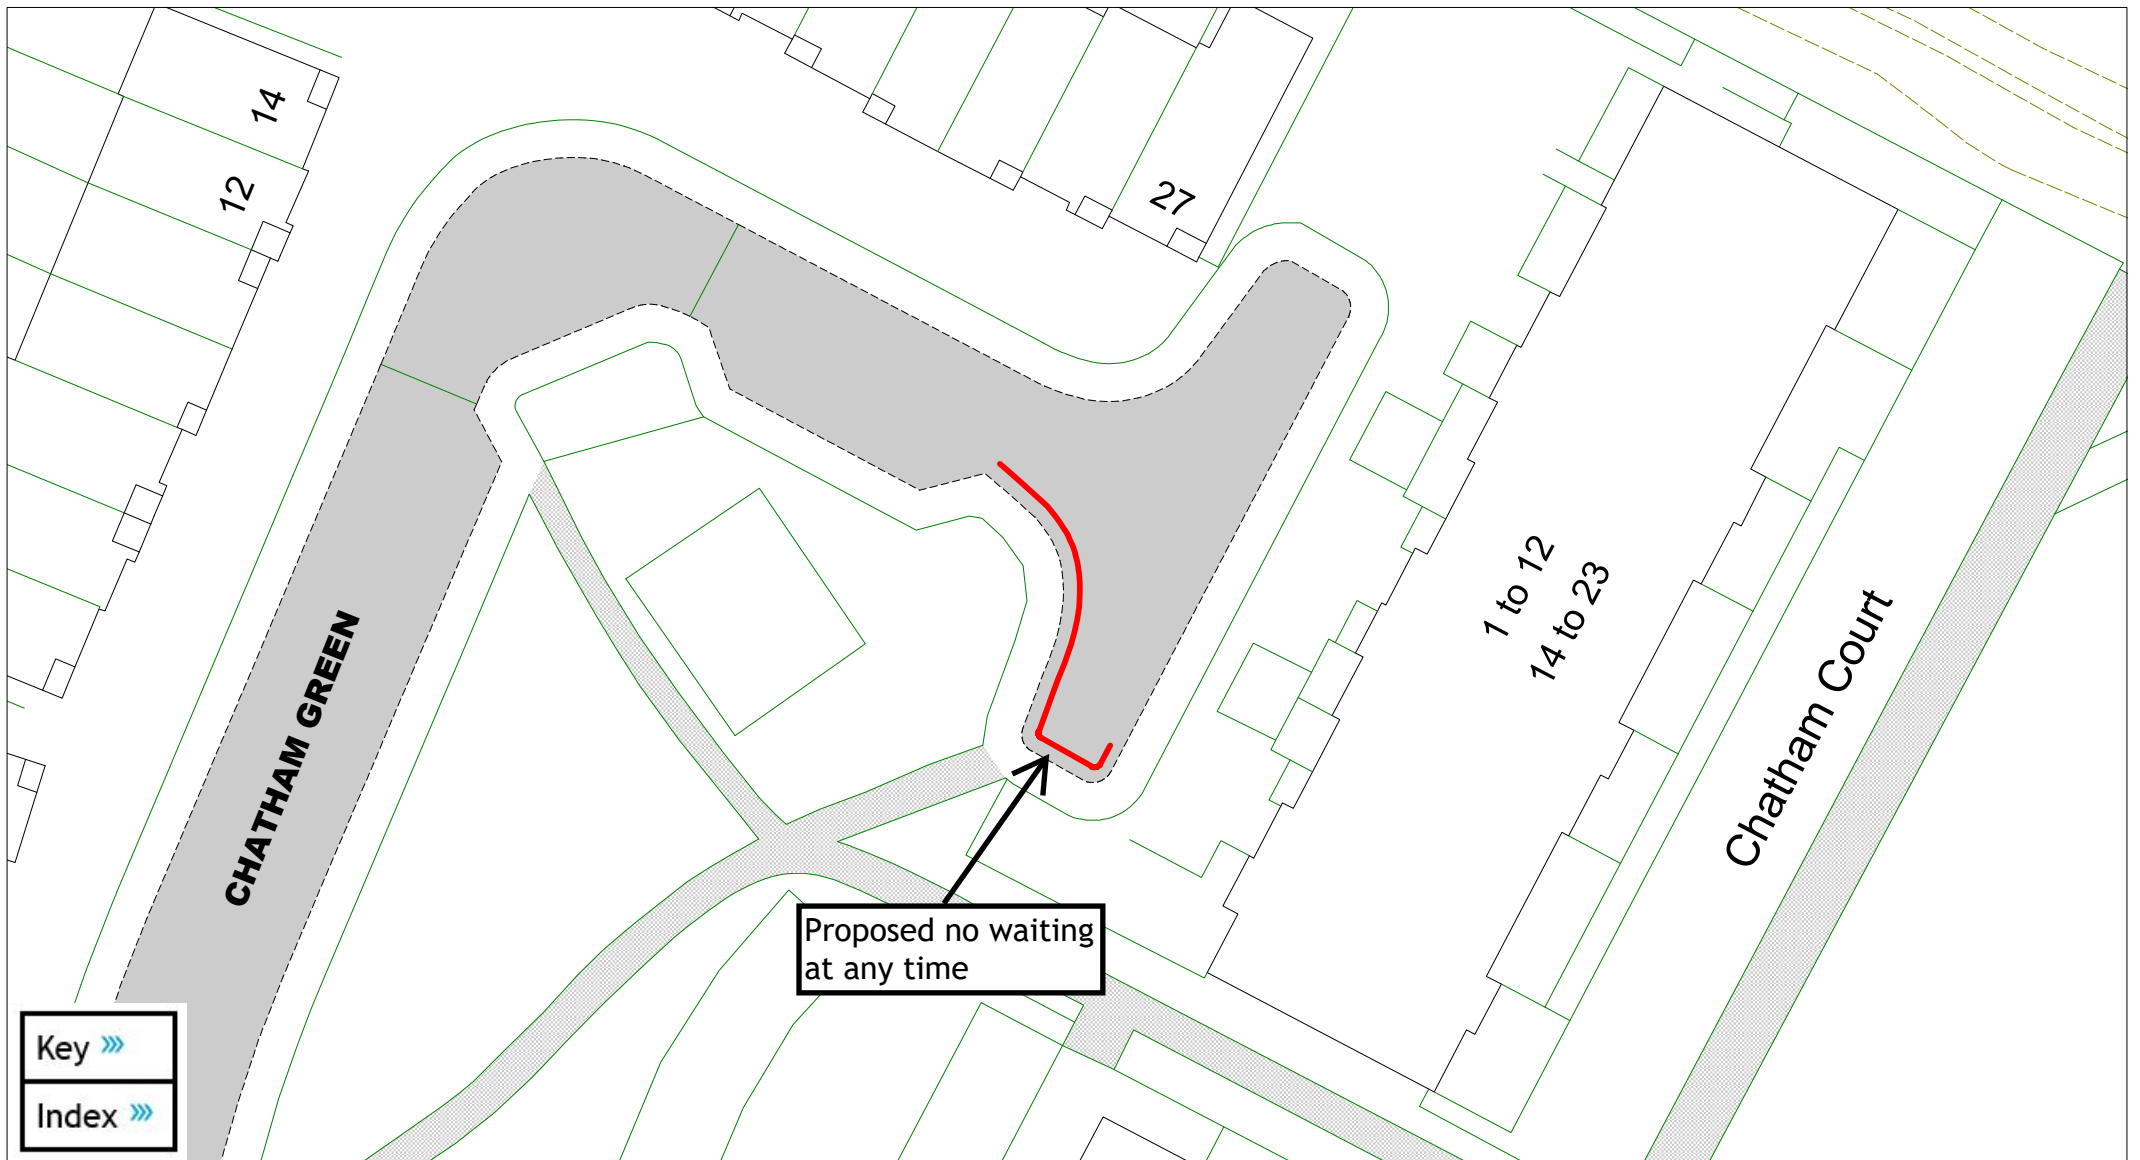 14
12
27
CHATHAM GREEN
1 to 12
14 to 23
Chatham Court
Proposed no waiting
at any time
Key »»
Index »»